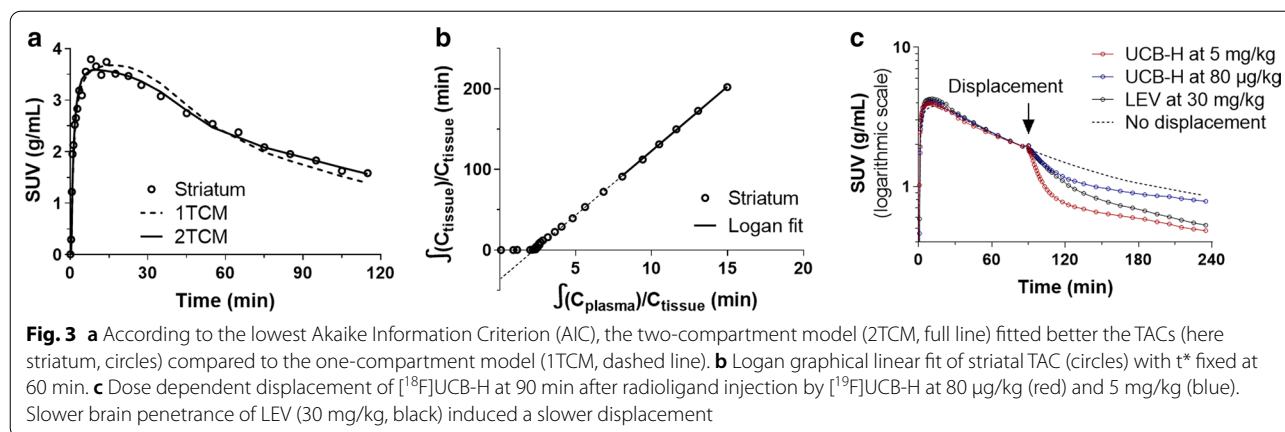 a
4
3
2
1
0
SUV (g/mL)
Striatum
1TCM
2TCM
0 30 60 90 120
Time (min)
b
200
100
0
∫(C_tissue)/C_tissue (min)
Striatum
Logan fit
5 10 15 20
∫(C_plasma)/C_tissue (min)
c
10
1
SUV (g/mL)
(logarithmic scale)
Displacement
UCB-H at 5 mg/kg
UCB-H at 80 µg/kg
LEV at 30 mg/kg
No displacement
0 60 120 180 240
Time (min)
Fig. 3 a According to the lowest Akaike Information Criterion (AIC), the two-compartment model (2TCM, full line) fitted better the TACs (here
striatum, circles) compared to the one-compartment model (1TCM, dashed line). b Logan graphical linear fit of striatal TAC (circles) with t* fixed at
60 min. c Dose dependent displacement of [¹⁸F]UCB-H at 90 min after radioligand injection by [¹⁹F]UCB-H at 80 µg/kg (red) and 5 mg/kg (blue).
Slower brain penetrance of LEV (30 mg/kg, black) induced a slower displacement